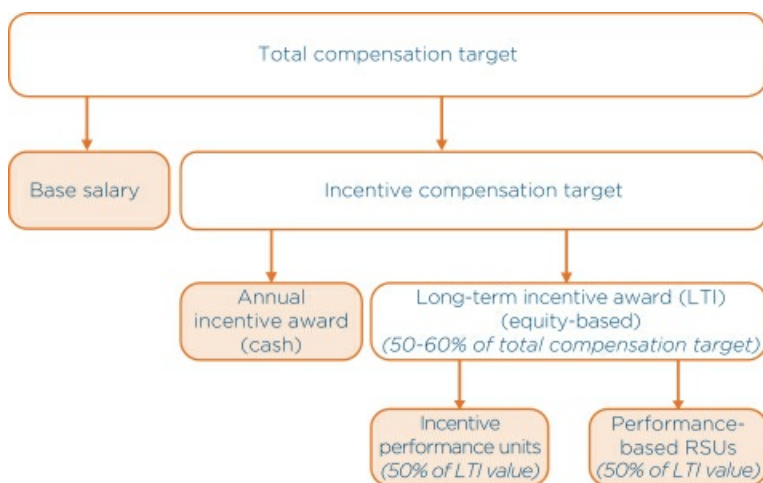 Total compensation target
Base salary
Incentive compensation target
Annual
incentive award
(cash)
Long-term incentive award (LTI)
(equity-based)
(50-60% of total compensation target)
Incentive
performance units
(50% of LTI value)
Performance-
based RSUs
(50% of LTI value)